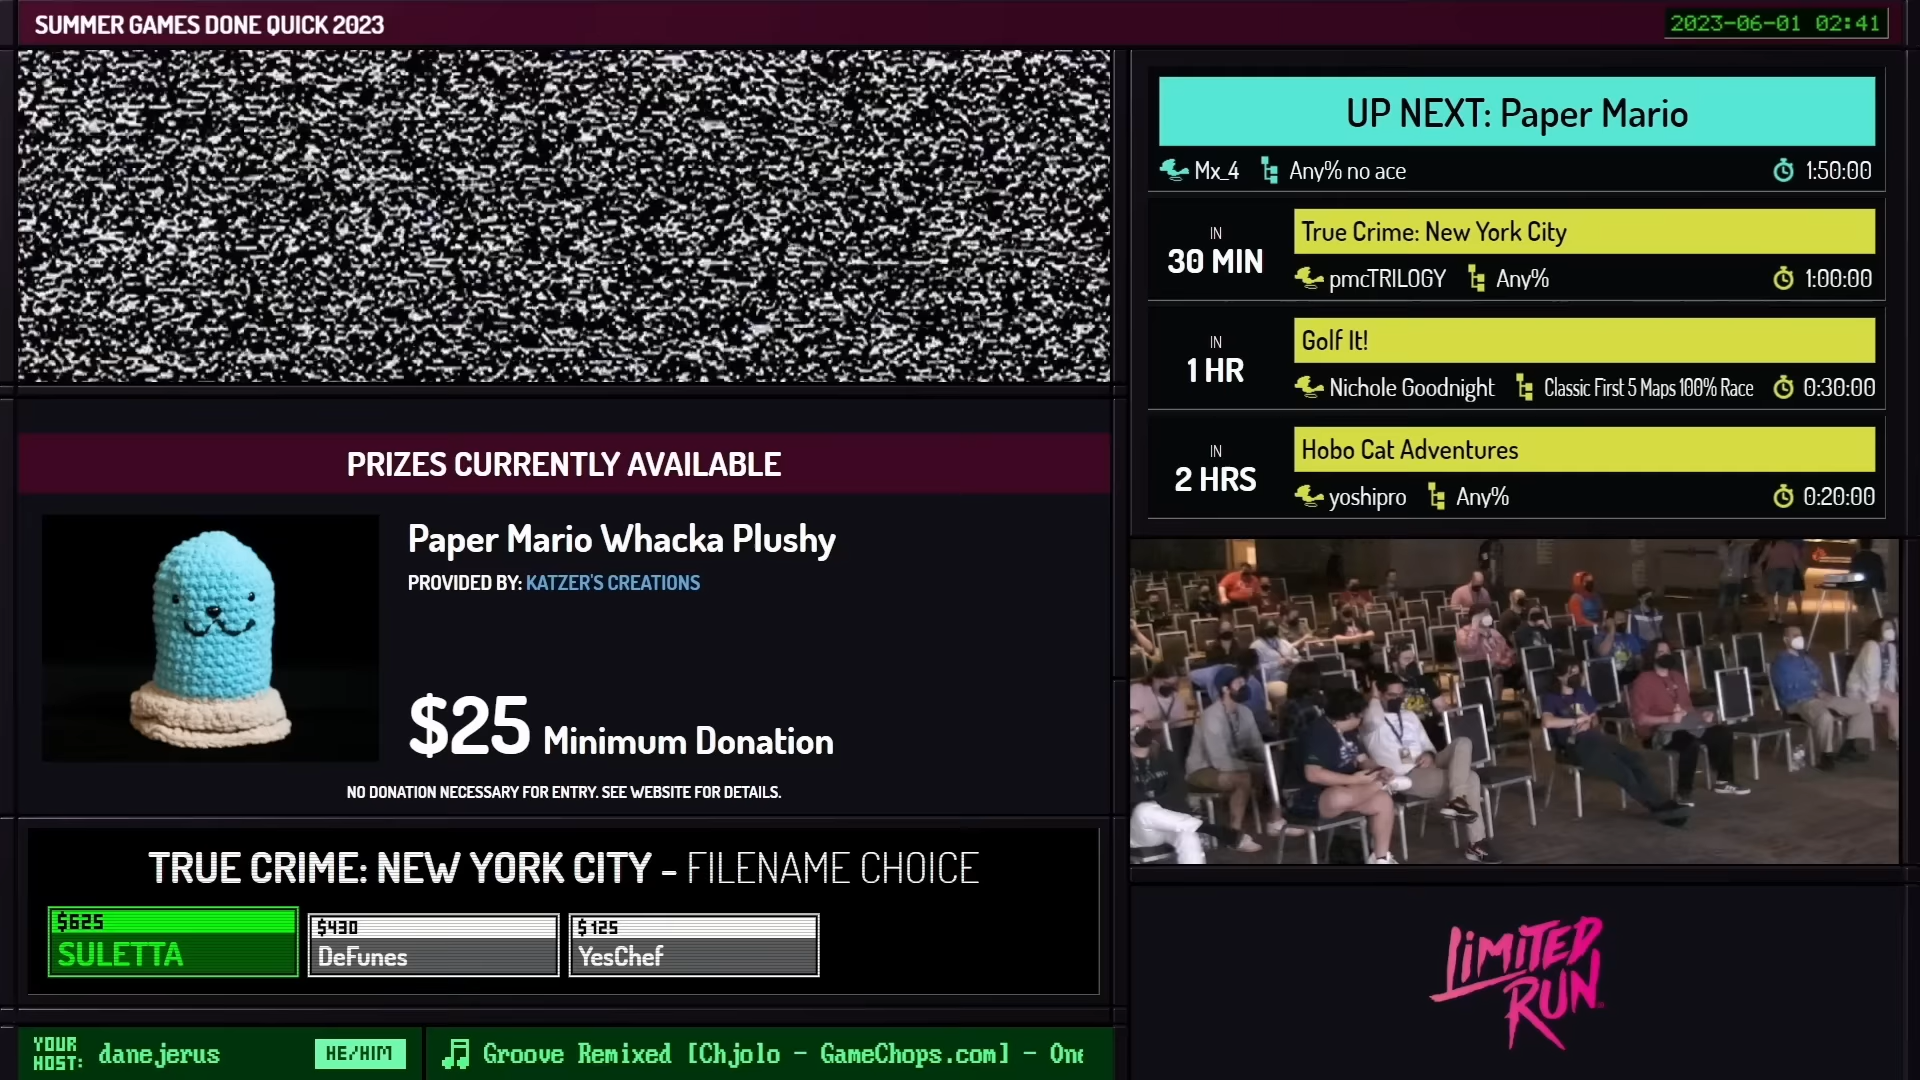 SUMMER GAMES DONE QUICK 2023
2023-06-01 02:41
UP NEXT: Paper Mario
Mx_4 Any% no ace 1:50:00
IN
30 MIN
True Crime: New York City
pmcTRILOGY Any% 1:00:00
IN
1 HR
Golf It!
Nichole Goodnight Classic First 5 Maps 100% Race 0:30:00
IN
2 HRS
Hobo Cat Adventures
yoshipro Any% 0:20:00
PRIZES CURRENTLY AVAILABLE
Paper Mario Whacka Plushy
PROVIDED BY: KATZER'S CREATIONS
$25 Minimum Donation
NO DONATION NECESSARY FOR ENTRY. SEE WEBSITE FOR DETAILS.
TRUE CRIME: NEW YORK CITY – FILENAME CHOICE
$625
SULETTA
$430
DeFunes
$125
YesChef
LIMITED
RUN
YOUR
HOST:
danejerus
HE/HIM
Groove Remixed [Chjolo - GameChops.com] - One